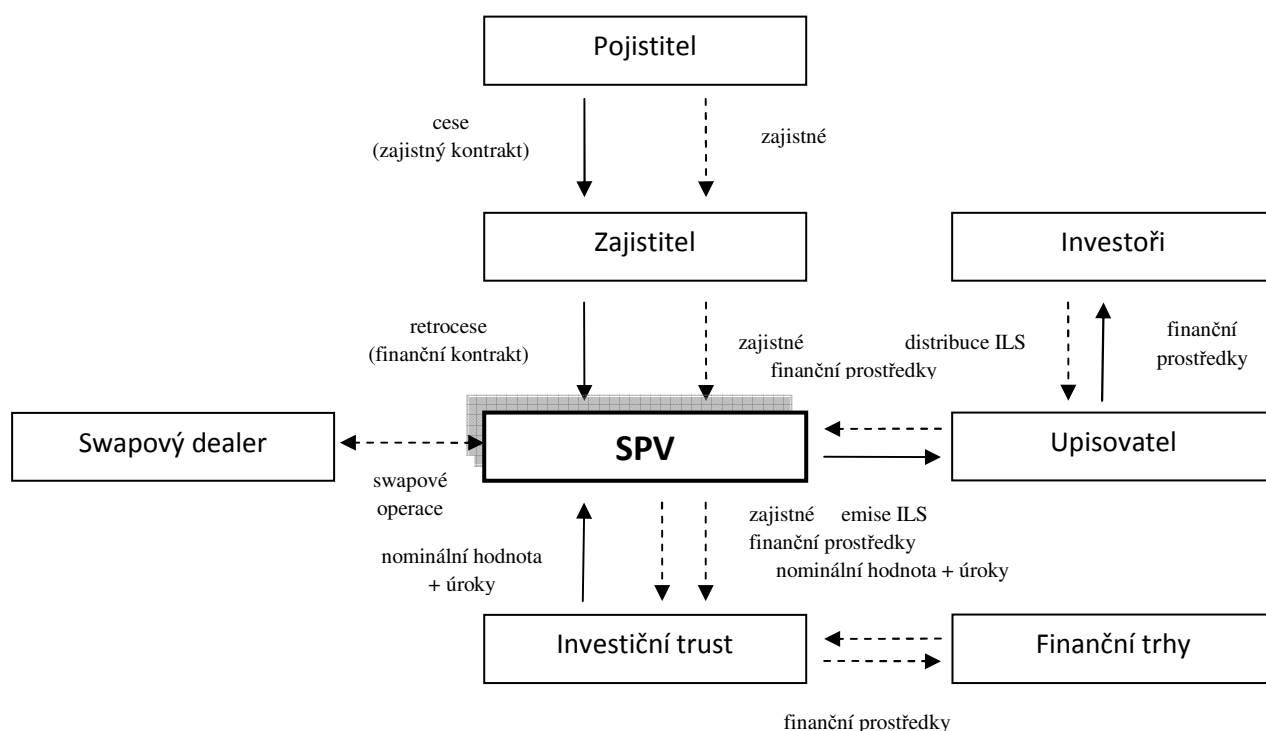 Pojistitel
cese
(zajistný kontrakt)
zajistné
Zajistitel
Investoři
retrocese
(finanční kontrakt)
zajistné
finanční prostředky
distribuce ILS
finanční
prostředky
Swapový dealer
SPV
Upisovatel
swapové
operace
zajistné emise ILS
finanční prostředky
nominální hodnota + úroky
nominální hodnota
+ úroky
Investiční trust
Finanční trhy
finanční prostředky